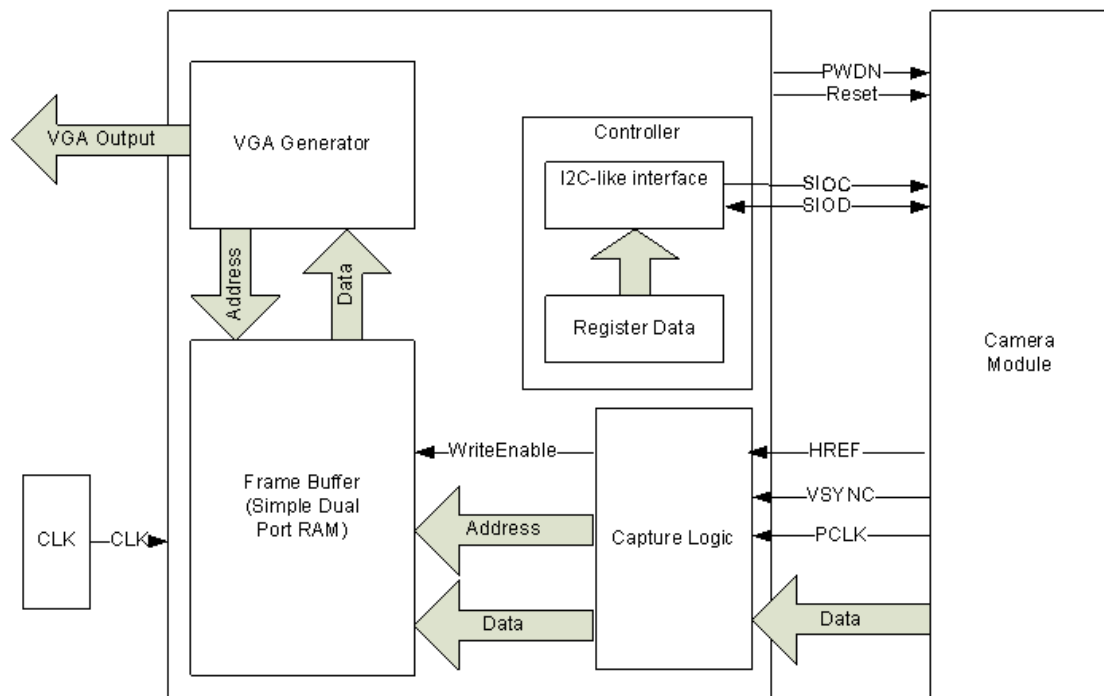 PWDN
Reset
Controller
VGA Output
VGA Generator
I2C-like interface
SIOC
SIOD
Address
Data
Register Data
Camera
Module
WriteEnable
HREF
Frame Buffer
(Simple Dual
Port RAM)
VSYNC
Address
Capture Logic
PCLK
CLK
CLK
Data
Data